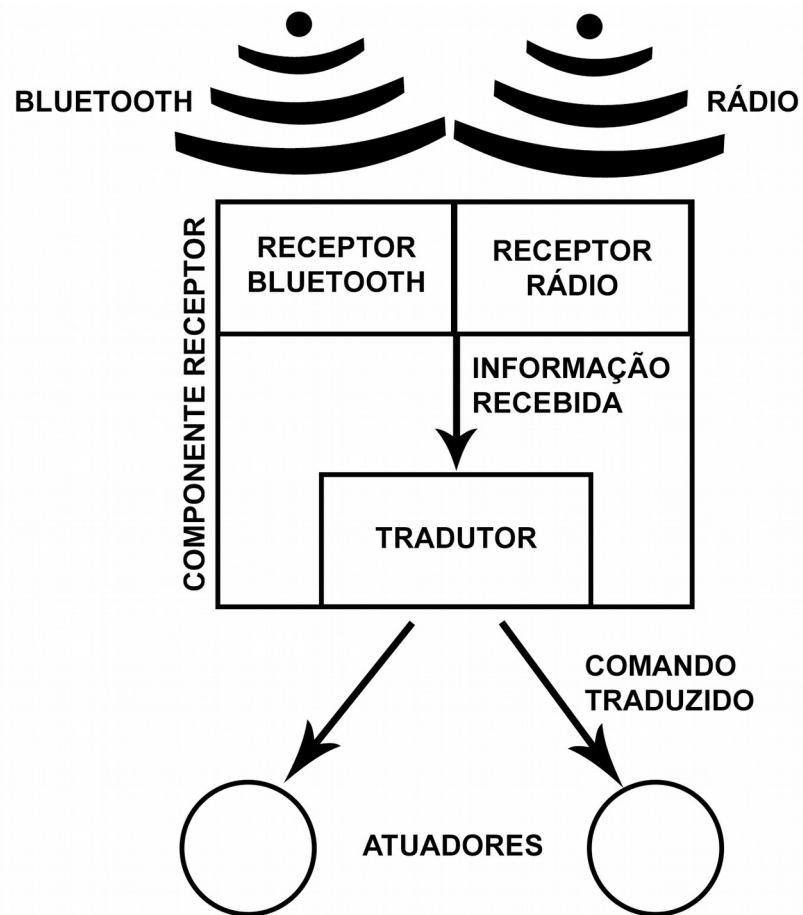 BLUETOOTH
RÁDIO
COMPONENTE RECEPTOR
RECEPTOR
BLUETOOTH
RECEPTOR
RÁDIO
INFORMAÇÃO
RECEBIDA
TRADUTOR
COMANDO
TRADUZIDO
ATUADORES